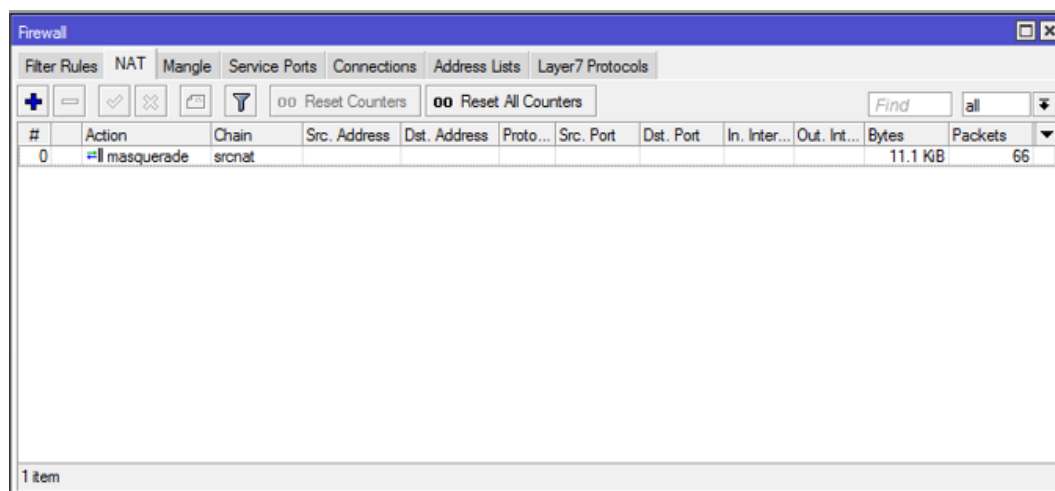 Firewall
Filter Rules NAT Mangle Service Ports Connections Address Lists Layer7 Protocols
00 Reset Counters 00 Reset All Counters Find all
# Action Chain Src. Address Dst. Address Proto... Src. Port Dst. Port In. Inter... Out. Int... Bytes Packets
0 masquerade srcnat 11.1 KiB 66
1 item